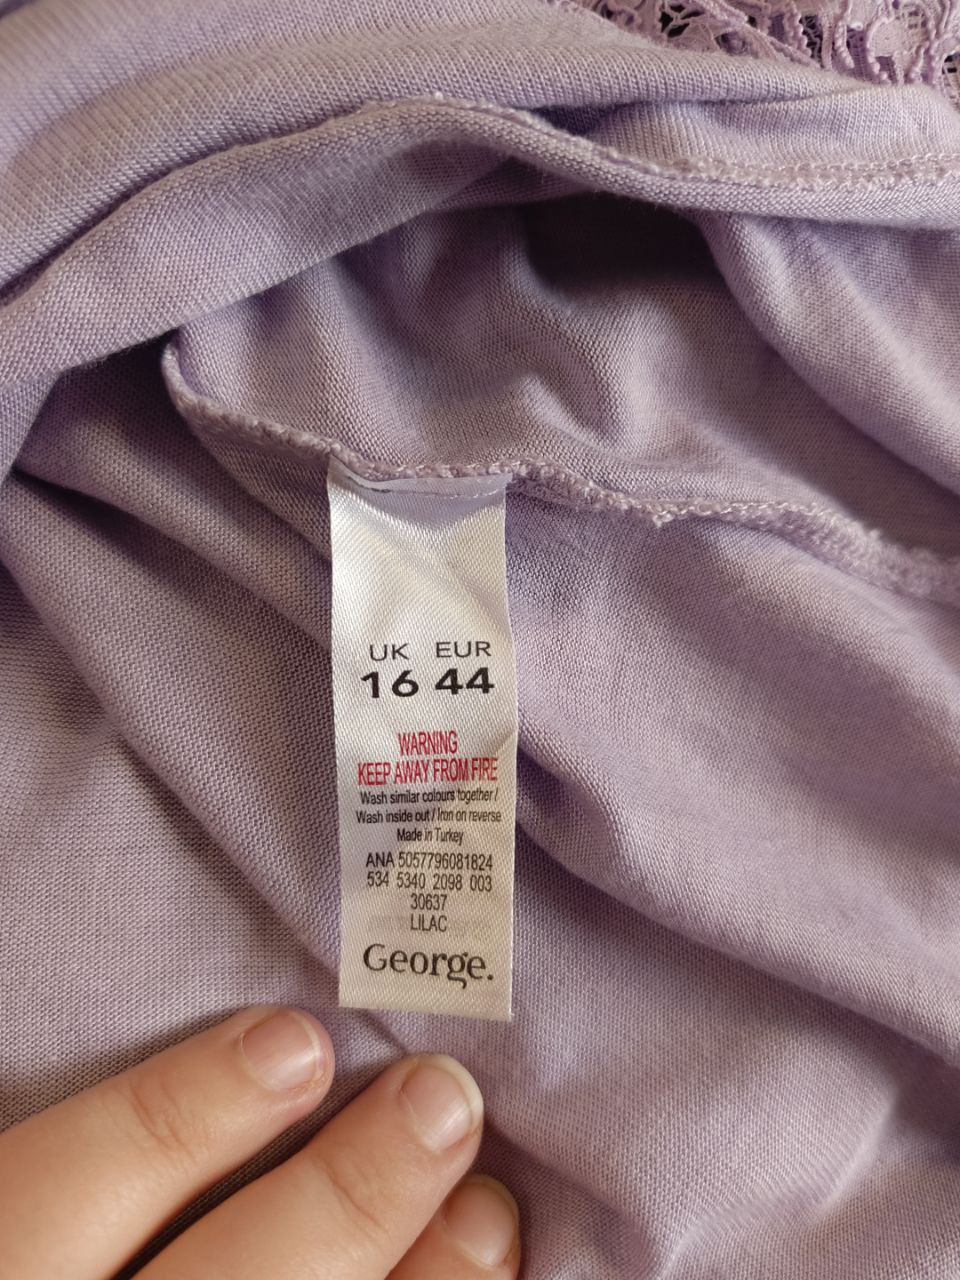 UK EUR
16 44
WARNING
KEEP AWAY FROM FIRE
Wash similar colours together /
Wash inside out / Iron on reverse
Made in Turkey
ANA 5057796081824
534 5340 2098 003
30637
LILAC
George.